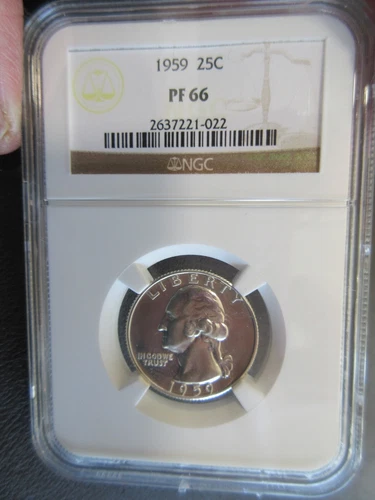 1959 25C
PF 66
2637221-022
NGC
LIBERTY
IN GOD WE
TRUST
1959